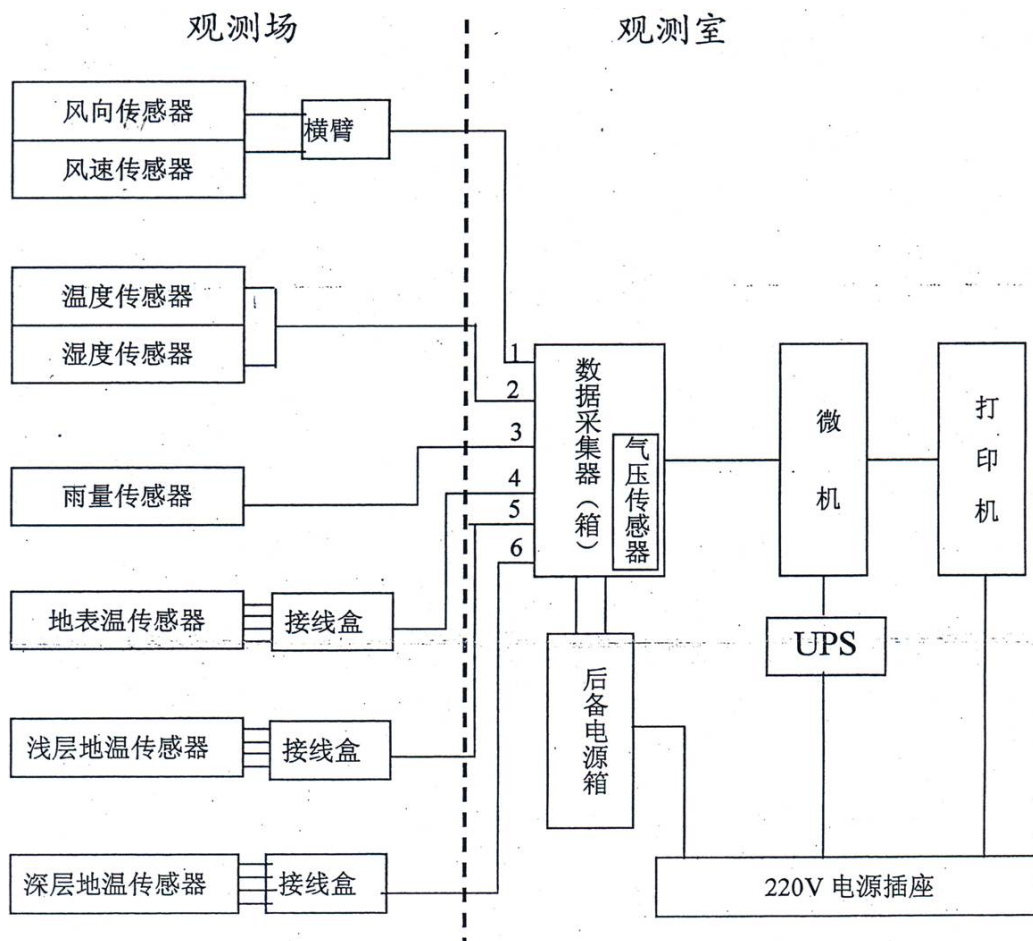 观测场
观测室
风向传感器
风速传感器
横臂
温度传感器
湿度传感器
雨量传感器
地表温传感器
接线盒
浅层地温传感器
接线盒
深层地温传感器
接线盒
1
2
3
4
5
6
数据采集器（箱）
气压传感器
微机
打印机
UPS
后备电源箱
220V 电源插座